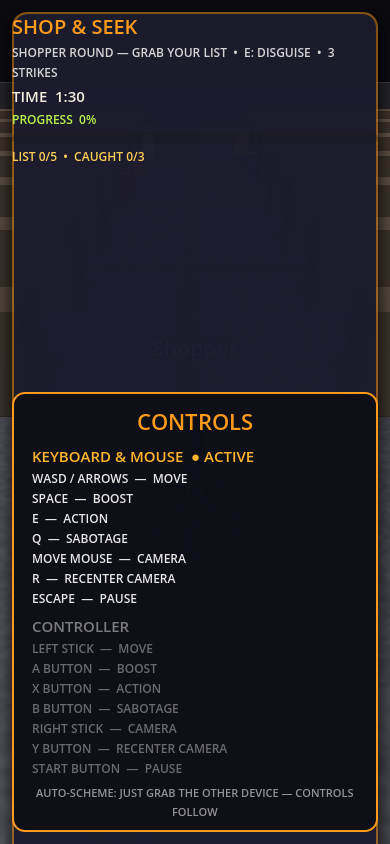 SHOP & SEEK
SHOPPER ROUND — GRAB YOUR LIST • E: DISGUISE • 3
STRIKES
TIME 1:30
PROGRESS 0%
LIST 0/5 • CAUGHT 0/3
Shopper
CONTROLS
KEYBOARD & MOUSE ● ACTIVE
WASD / ARROWS — MOVE
SPACE — BOOST
E — ACTION
Q — SABOTAGE
MOVE MOUSE — CAMERA
R — RECENTER CAMERA
ESCAPE — PAUSE
CONTROLLER
LEFT STICK — MOVE
A BUTTON — BOOST
X BUTTON — ACTION
B BUTTON — SABOTAGE
RIGHT STICK — CAMERA
Y BUTTON — RECENTER CAMERA
START BUTTON — PAUSE
AUTO-SCHEME: JUST GRAB THE OTHER DEVICE — CONTROLS
FOLLOW